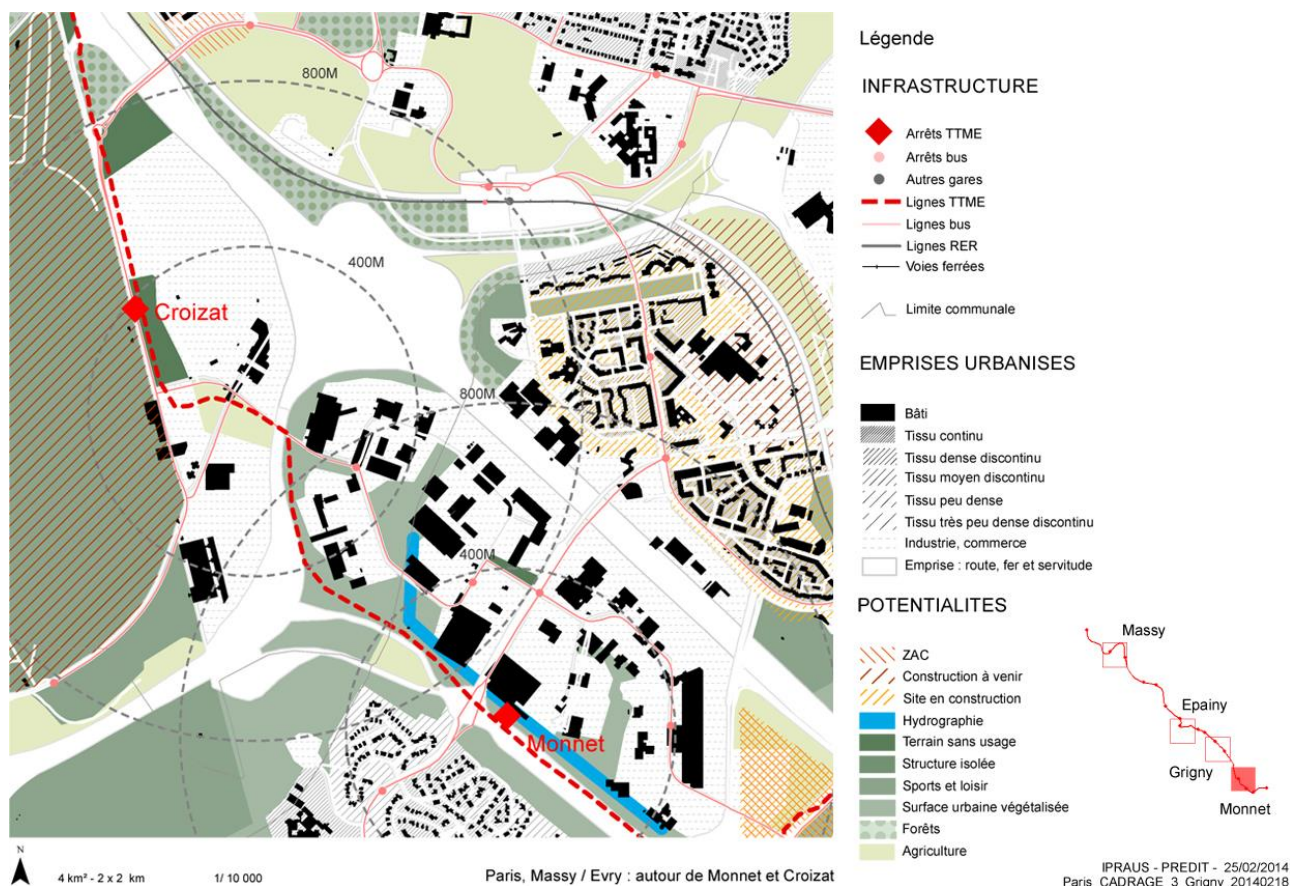 800M
400M
Croizat
800M
400M
Monnet
N
4 km² - 2 x 2 km
1/ 10 000
Paris, Massy / Evry : autour de Monnet et Croizat
Légende
INFRASTRUCTURE
Arrêts TTME
Arrêts bus
Autres gares
Lignes TTME
Lignes bus
Lignes RER
Voies ferrées
Limite communale
EMPRISES URBANISES
Bâti
Tissu continu
Tissu dense discontinu
Tissu moyen discontinu
Tissu peu dense
Tissu très peu dense discontinu
Industrie, commerce
Emprise : route, fer et servitude
POTENTIALITES
ZAC
Construction à venir
Site en construction
Hydrographie
Terrain sans usage
Structure isolée
Sports et loisir
Surface urbaine végétalisée
Forêts
Agriculture
Massy
Epainy
Grigny
Monnet
IPRAUS - PREDIT - 25/02/2014
Paris_CADRAGE_3_Grigny_20140218